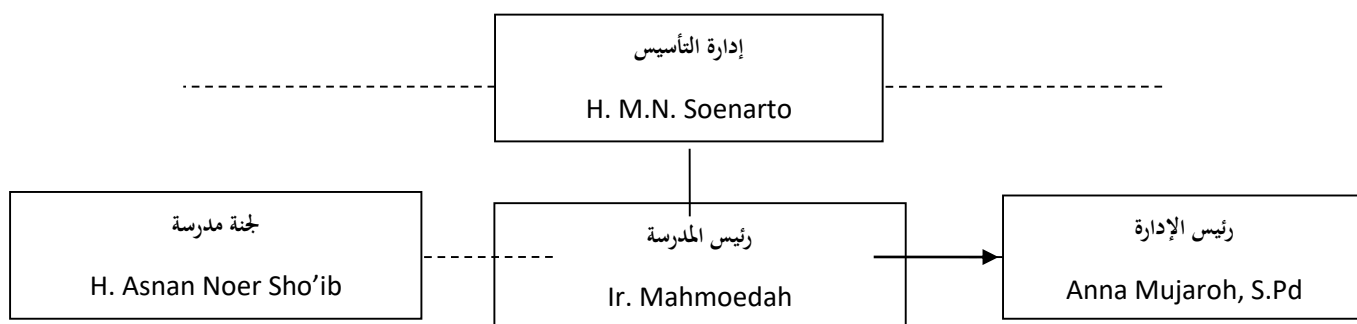 إدارة التأسيس
H. M.N. Soenarto
لجنة مدرسة
H. Asnan Noer Sho’ib
رئيس المدرسة
Ir. Mahmoedah
رئيس الإدارة
Anna Mujaroh, S.Pd